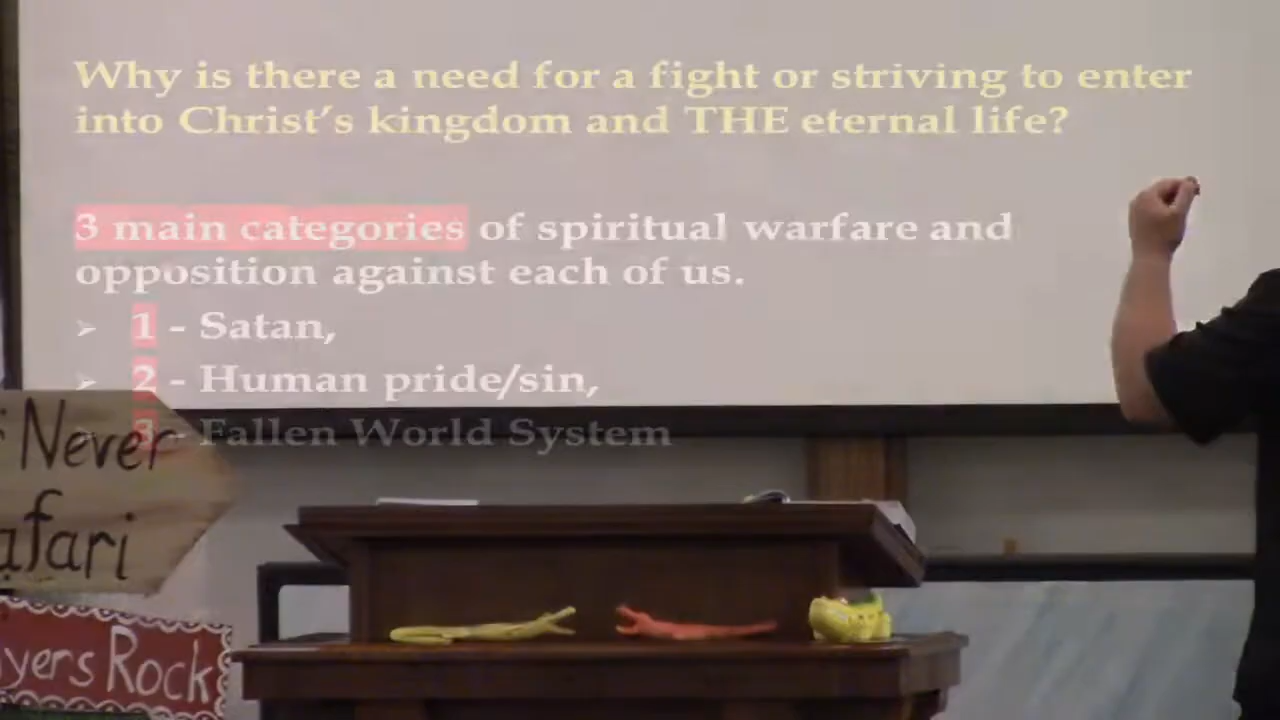 Why is there a need for a fight or striving to enter
into Christ's kingdom and THE eternal life?
3 main categories of spiritual warfare and
opposition against each of us.
➢ 1 - Satan,
➢ 2 - Human pride/sin,
➢ 3 - Fallen World System
Never
afari
yers Rock